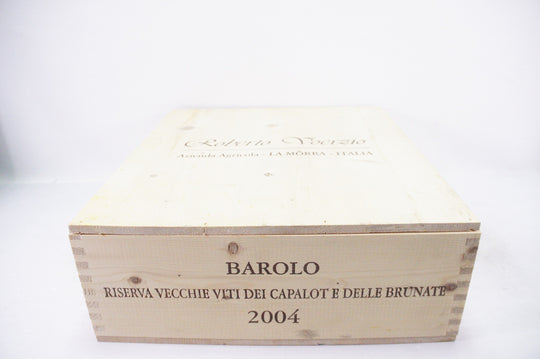 Roberto Voerzio
Azienda Agricola - LA MORRA - ITALIA
BAROLO
RISERVA VECCHIE VITI DEI CAPALOT E DELLE BRUNATE
2004